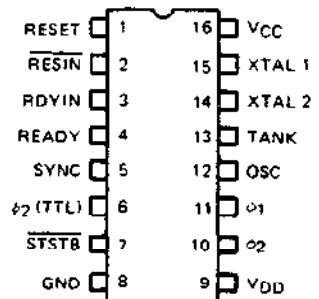 RESET 1 16 VCC
RESIN 2 15 XTAL 1
RDYIN 3 14 XTAL 2
READY 4 13 TANK
SYNC 5 12 OSC
ϕ2 (TTL) 6 11 ϕ1
STSTB 7 10 ϕ2
GND 8 9 VDD